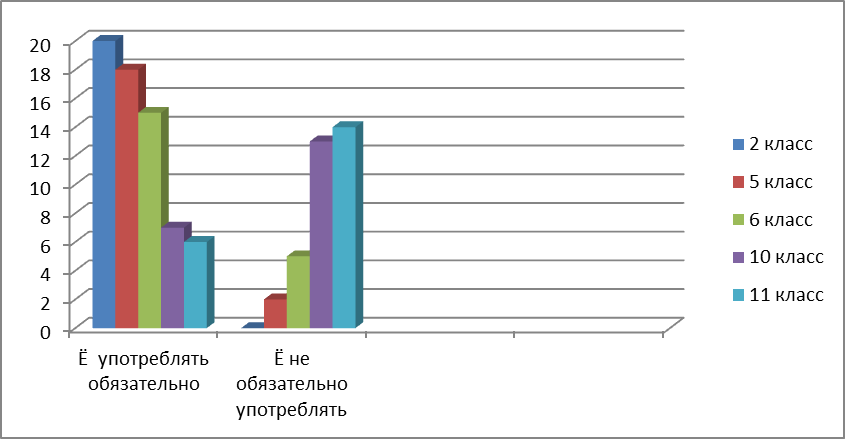 20
18
16
14
12
10
8
6
4
2
0
Ё  употреблять
обязательно
Ё не
обязательно
употреблять
2 класс
5 класс
6 класс
10 класс
11 класс